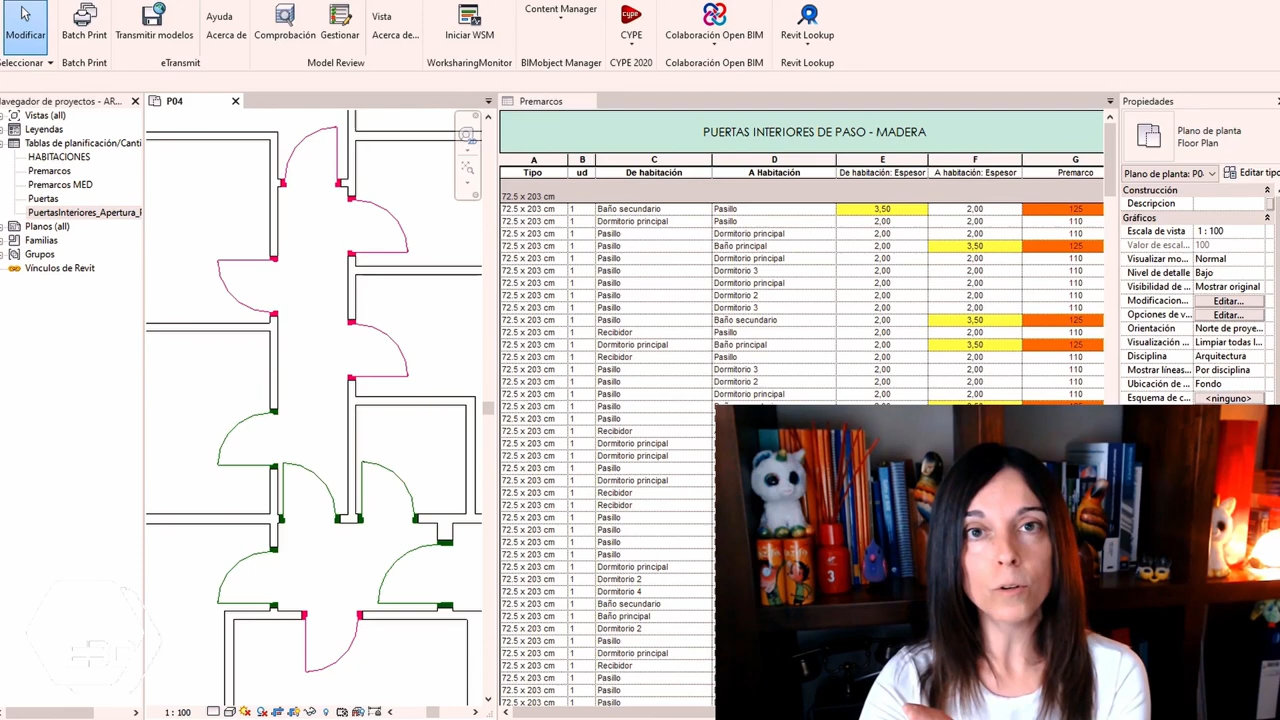 Modificar
Batch Print
Transmitir modelos
Ayuda
Acerca de
Comprobación
Gestionar
Vista
Acerca de...
Iniciar WSM
Content Manager
CYPE
Colaboración Open BIM
Revit Lookup
Seleccionar
Batch Print
eTransmit
Model Review
WorksharingMonitor
BIMobject Manager
CYPE 2020
Colaboración Open BIM
Revit Lookup
Navegador de proyectos - AR...
Vistas (all)
Leyendas
Tablas de planificación/Canti
HABITACIONES
Premarcos
Premarcos MED
Puertas
PuertasInteriores_Apertura_
Planos (all)
Familias
Grupos
Vínculos de Revit
P04
1 : 100
Premarcos
PUERTAS INTERIORES DE PASO - MADERA
A B C D E F G
Tipo ud De habitación A Habitación De habitación: Espesor A habitación: Espesor Premarco
72.5 x 203 cm
72.5 x 203 cm 1 Baño secundario Pasillo 3,50 2,00 125
72.5 x 203 cm 1 Dormitorio principal Pasillo 2,00 2,00 110
72.5 x 203 cm 1 Pasillo Dormitorio principal 2,00 2,00 110
72.5 x 203 cm 1 Pasillo Baño principal 2,00 3,50 125
72.5 x 203 cm 1 Pasillo Dormitorio principal 2,00 2,00 110
72.5 x 203 cm 1 Pasillo Dormitorio 3 2,00 2,00 110
72.5 x 203 cm 1 Pasillo Dormitorio principal 2,00 2,00 110
72.5 x 203 cm 1 Pasillo Dormitorio 2 2,00 2,00 110
72.5 x 203 cm 1 Pasillo Dormitorio 3 2,00 2,00 110
72.5 x 203 cm 1 Pasillo Baño secundario 2,00 3,50 125
72.5 x 203 cm 1 Recibidor Pasillo 2,00 2,00 110
72.5 x 203 cm 1 Dormitorio principal Baño principal 2,00 3,50 125
72.5 x 203 cm 1 Recibidor Pasillo 2,00 2,00 110
72.5 x 203 cm 1 Pasillo Dormitorio 3 2,00 2,00 110
72.5 x 203 cm 1 Pasillo Dormitorio 2 2,00 2,00 110
72.5 x 203 cm 1 Pasillo Dormitorio principal 2,00 2,00 110
72.5 x 203 cm 1 Pasillo
72.5 x 203 cm 1 Pasillo
72.5 x 203 cm 1 Recibidor
72.5 x 203 cm 1 Dormitorio principal
72.5 x 203 cm 1 Dormitorio principal
72.5 x 203 cm 1 Pasillo
72.5 x 203 cm 1 Dormitorio principal
72.5 x 203 cm 1 Recibidor
72.5 x 203 cm 1 Recibidor
72.5 x 203 cm 1 Pasillo
72.5 x 203 cm 1 Pasillo
72.5 x 203 cm 1 Pasillo
72.5 x 203 cm 1 Pasillo
72.5 x 203 cm 1 Dormitorio principal
72.5 x 203 cm 1 Dormitorio 2
72.5 x 203 cm 1 Dormitorio 4
72.5 x 203 cm 1 Baño secundario
72.5 x 203 cm 1 Baño principal
72.5 x 203 cm 1 Dormitorio 2
72.5 x 203 cm 1 Pasillo
72.5 x 203 cm 1 Dormitorio principal
72.5 x 203 cm 1 Recibidor
72.5 x 203 cm 1 Pasillo
72.5 x 203 cm 1 Pasillo
72.5 x 203 cm 1 Pasillo
Propiedades
Plano de planta
Floor Plan
Plano de planta: P0
Editar tipo
Construcción
Descripcion
Gráficos
Escala de vista 1 : 100
Valor de escal... 100
Visualizar mo... Normal
Nivel de detalle Bajo
Visibilidad de ... Mostrar original
Modificacion... Editar...
Opciones de v... Editar...
Orientación Norte de proye...
Visualización ... Limpiar todas l...
Disciplina Arquitectura
Mostrar líneas... Por disciplina
Ubicación de ... Fondo
Esquema de c... <ninguno>
3